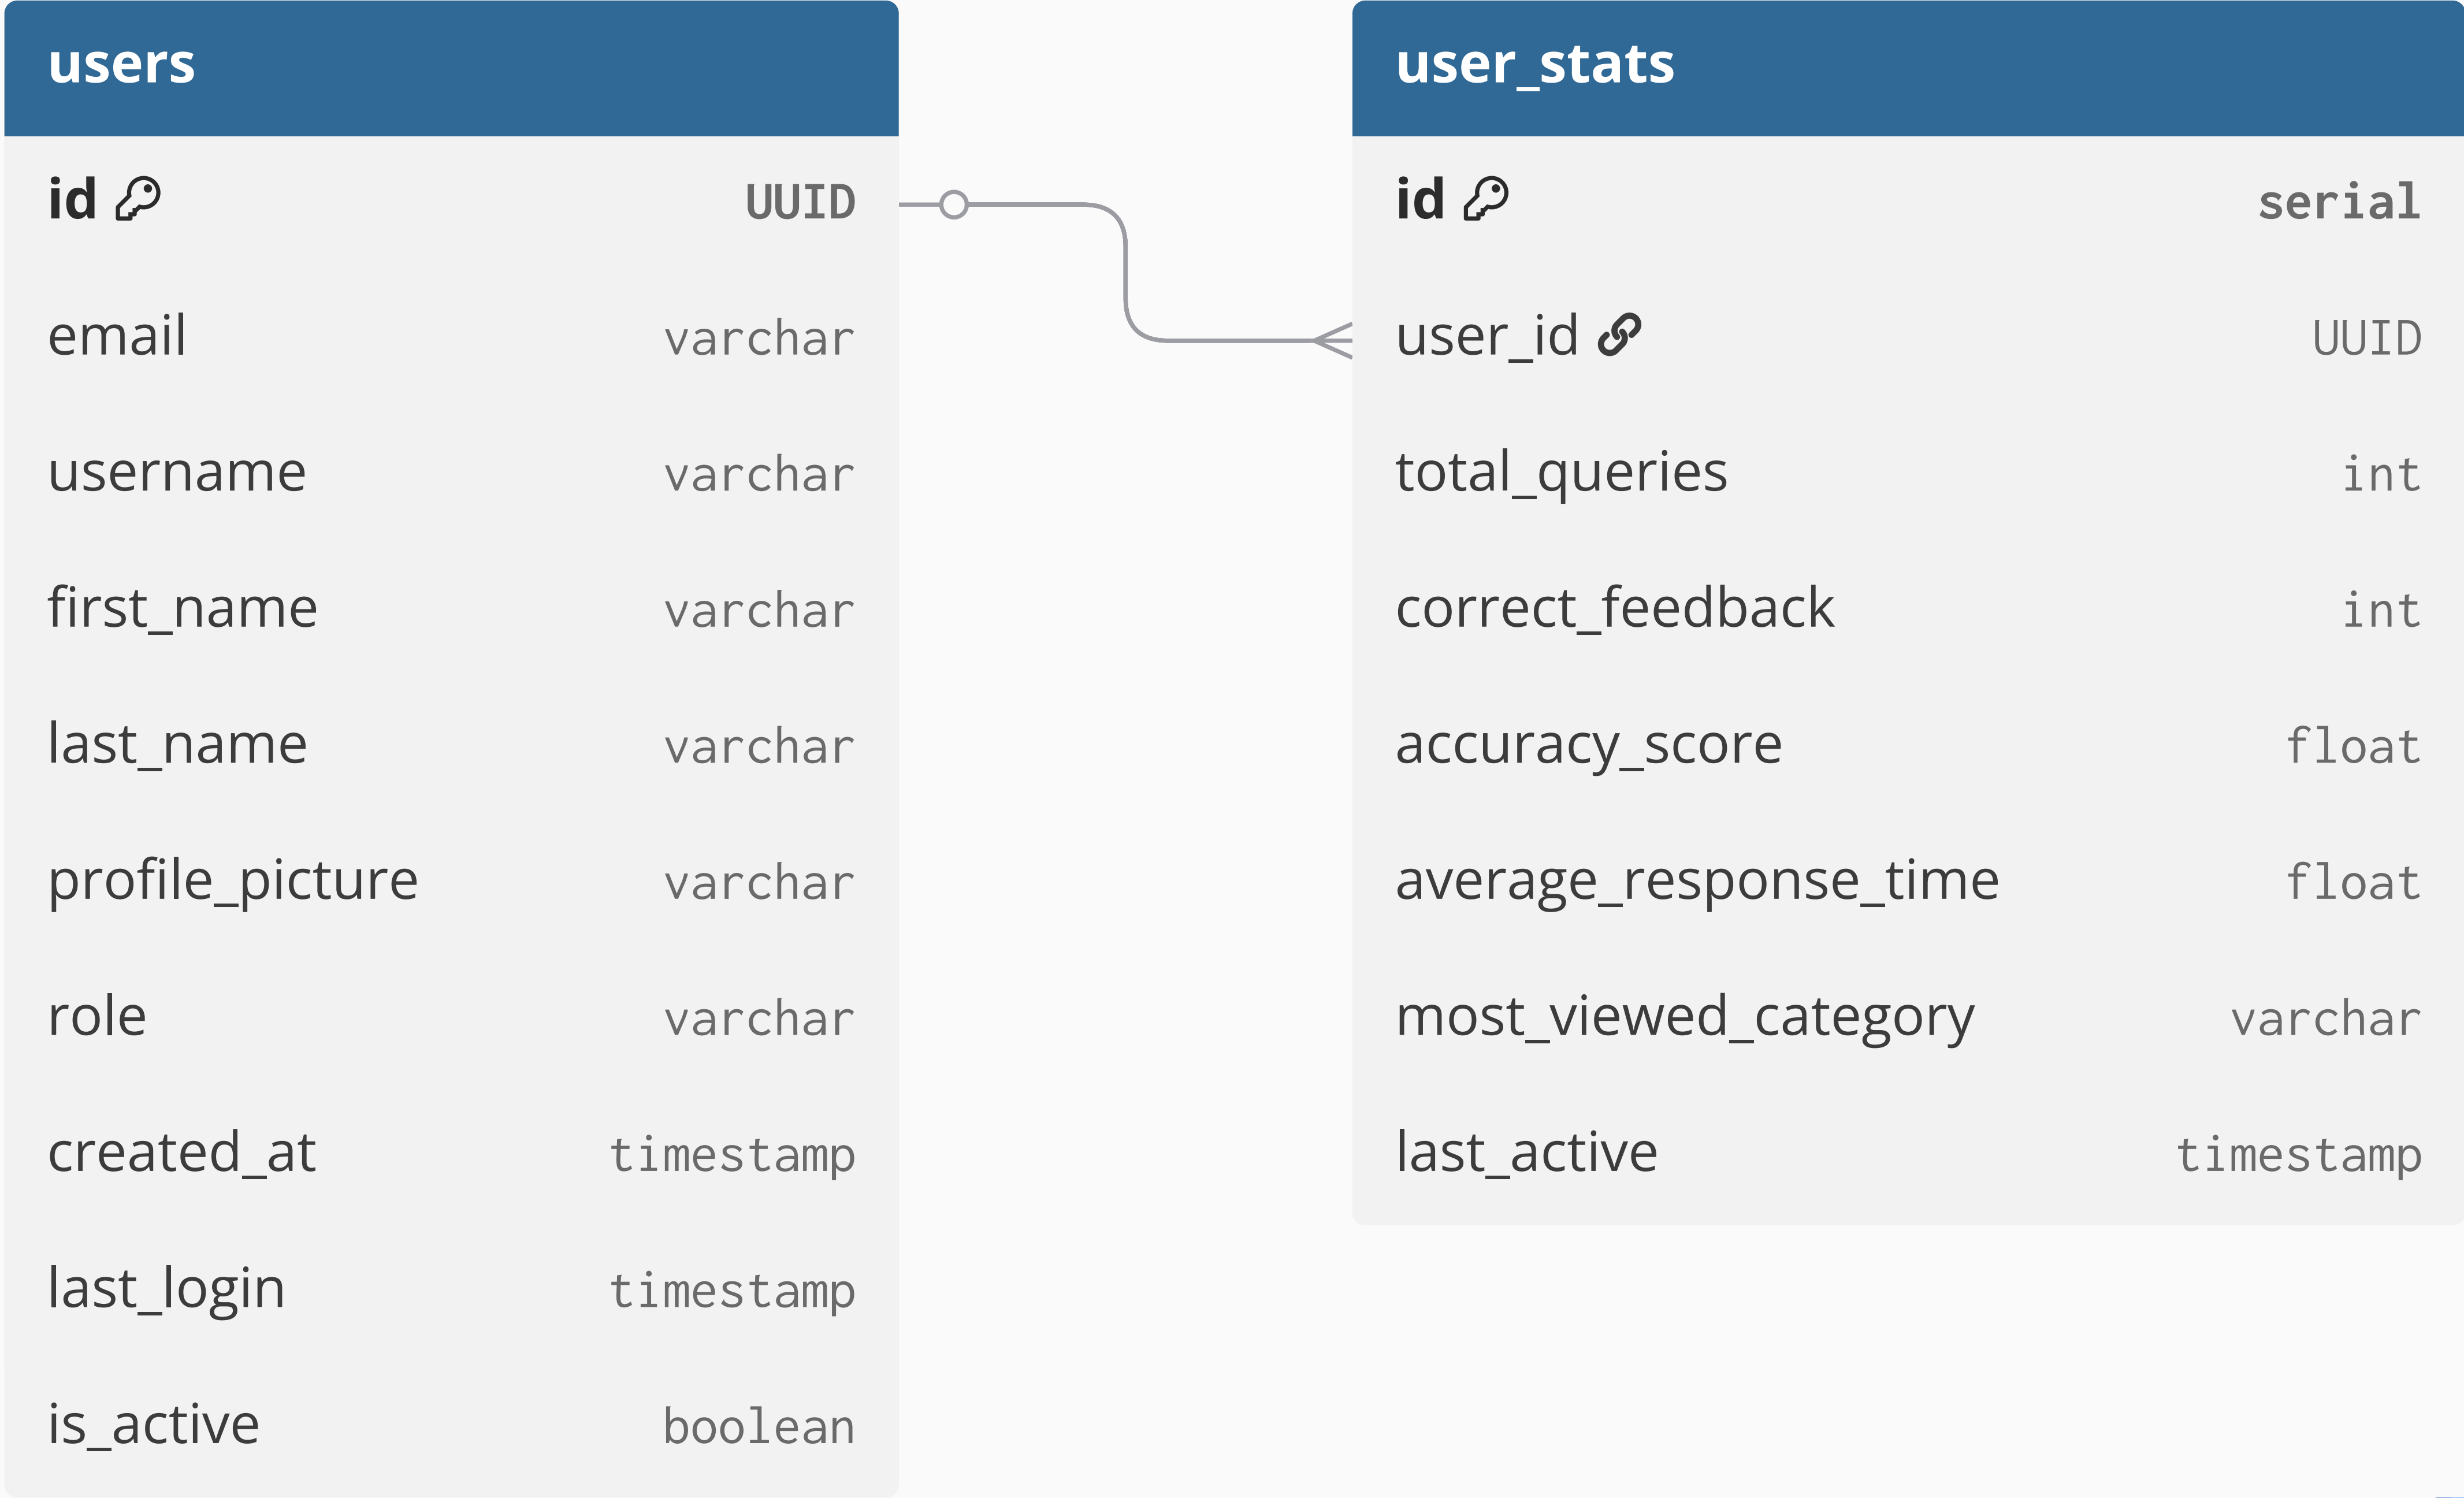 users
id UUID
email varchar
username varchar
first_name varchar
last_name varchar
profile_picture varchar
role varchar
created_at timestamp
last_login timestamp
is_active boolean
user_stats
id serial
user_id UUID
total_queries int
correct_feedback int
accuracy_score float
average_response_time float
most_viewed_category varchar
last_active timestamp